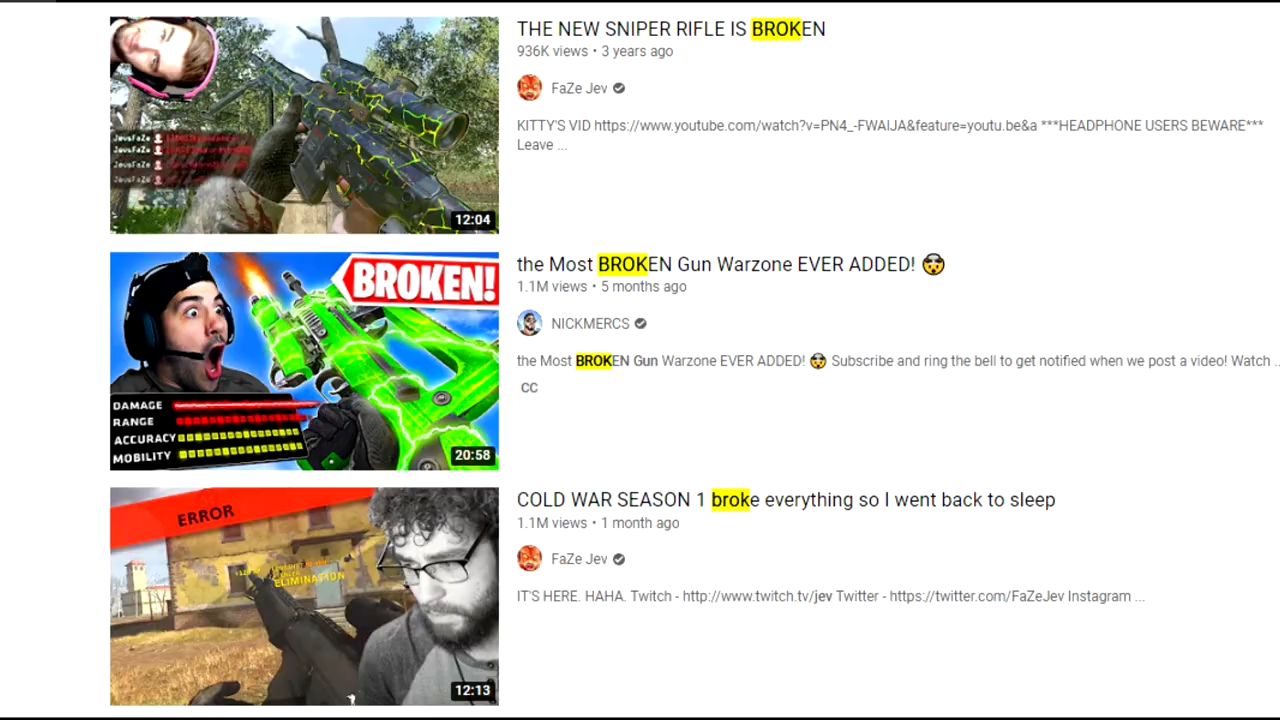 THE NEW SNIPER RIFLE IS BROKEN
936K views • 3 years ago
FaZe Jev
KITTY'S VID https://www.youtube.com/watch?v=PN4_-FWAIJA&feature=youtu.be&a ***HEADPHONE USERS BEWARE***
Leave ...
JevsFaZe
JevsFaZe
JevsFaZe
JevsFaZe
12:04
the Most BROKEN Gun Warzone EVER ADDED! 🤯
1.1M views • 5 months ago
NICKMERCS
the Most BROKEN Gun Warzone EVER ADDED! 🤯 Subscribe and ring the bell to get notified when we post a video! Watch ..
CC
BROKEN!
DAMAGE
RANGE
ACCURACY
MOBILITY
20:58
COLD WAR SEASON 1 broke everything so I went back to sleep
1.1M views • 1 month ago
FaZe Jev
IT'S HERE. HAHA. Twitch - http://www.twitch.tv/jev Twitter - https://twitter.com/FaZeJev Instagram ...
ERROR
ELIMINATION
12:13